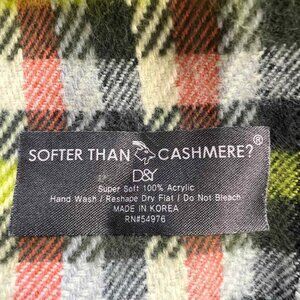 SOFTER THAN CASHMERE?®
D&Y
Super Soft 100% Acrylic
Hand Wash / Reshape Dry Flat / Do Not Bleach
MADE IN KOREA
RN#54976